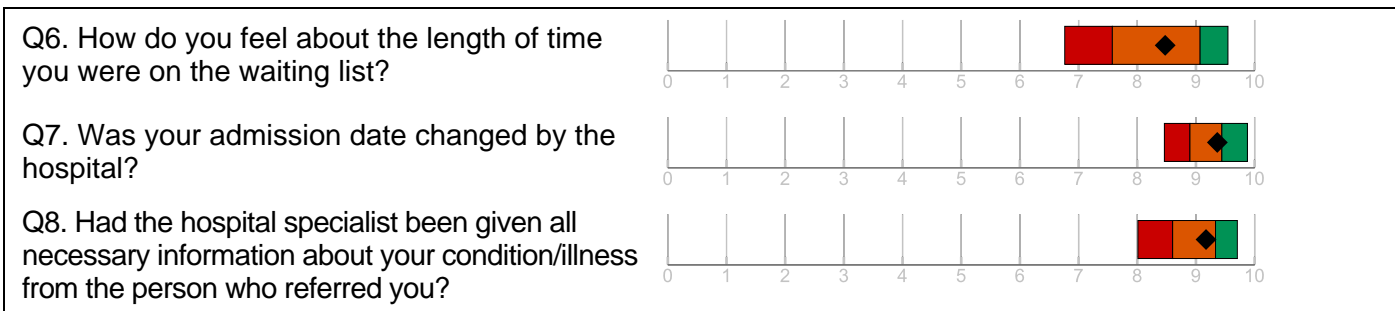 Q6. How do you feel about the length of time
you were on the waiting list?
0 1 2 3 4 5 6 7 8 9 10
Q7. Was your admission date changed by the
hospital?
0 1 2 3 4 5 6 7 8 9 10
Q8. Had the hospital specialist been given all
necessary information about your condition/illness
from the person who referred you?
0 1 2 3 4 5 6 7 8 9 10